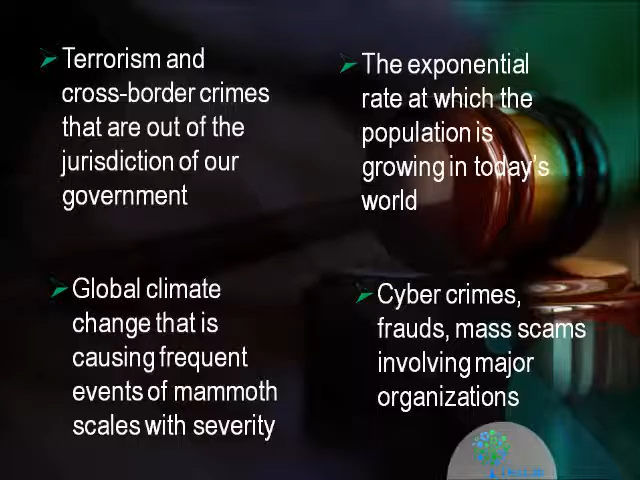 Terrorism and
cross-border crimes
that are out of the
jurisdiction of our
government
The exponential
rate at which the
population is
growing in today's
world
Global climate
change that is
causing frequent
events of mammoth
scales with severity
Cyber crimes,
frauds, mass scams
involving major
organizations